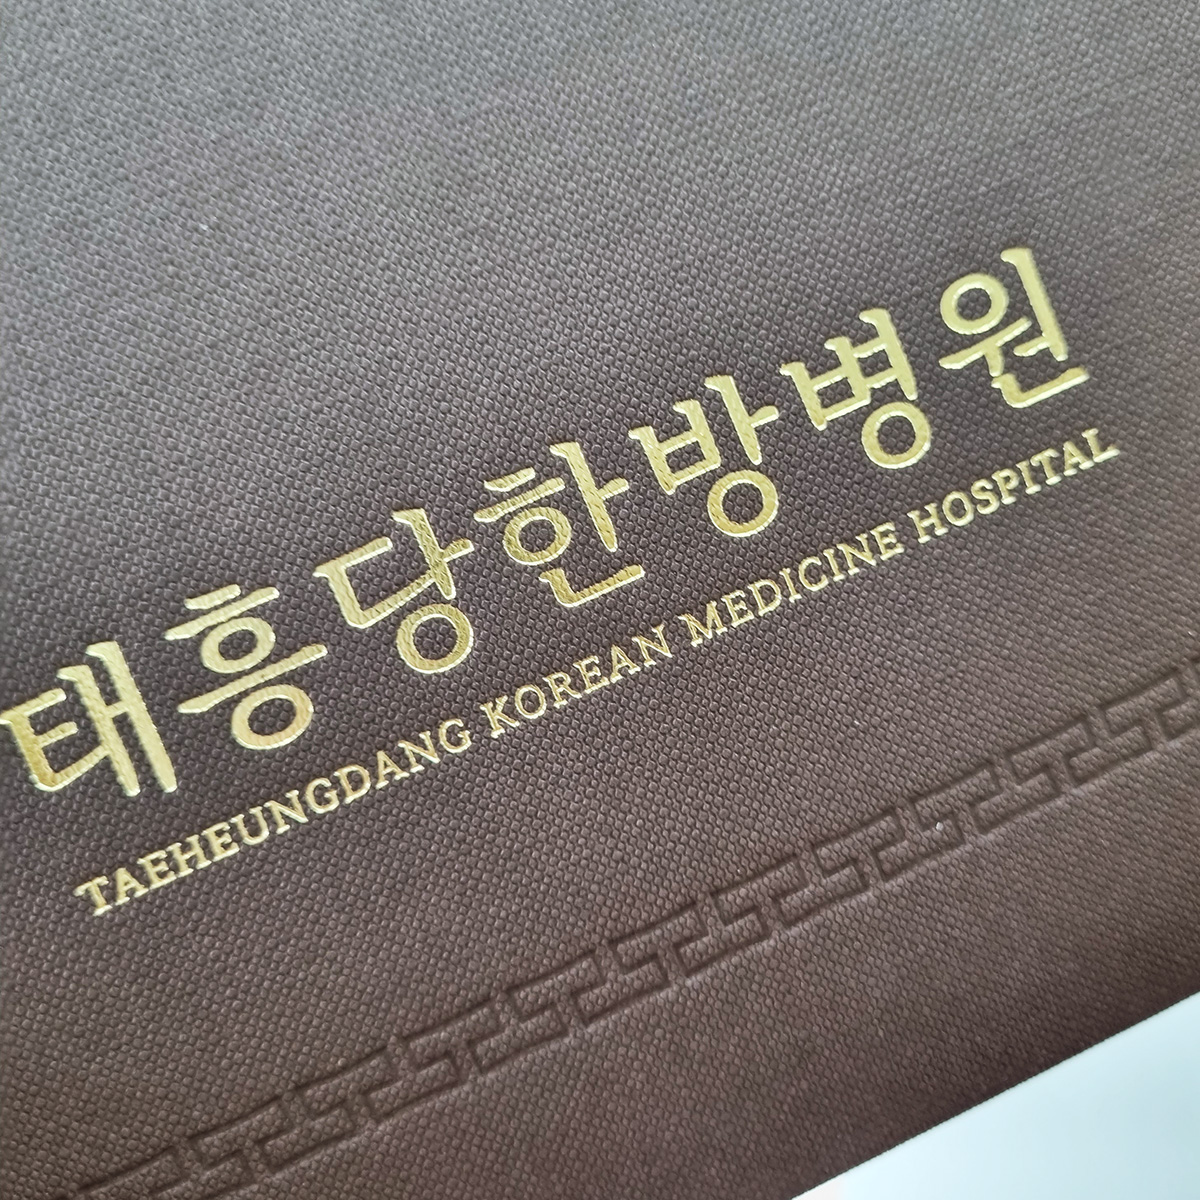 태흥당한방병원
TAEHEUNGDANG KOREAN MEDICINE HOSPITAL